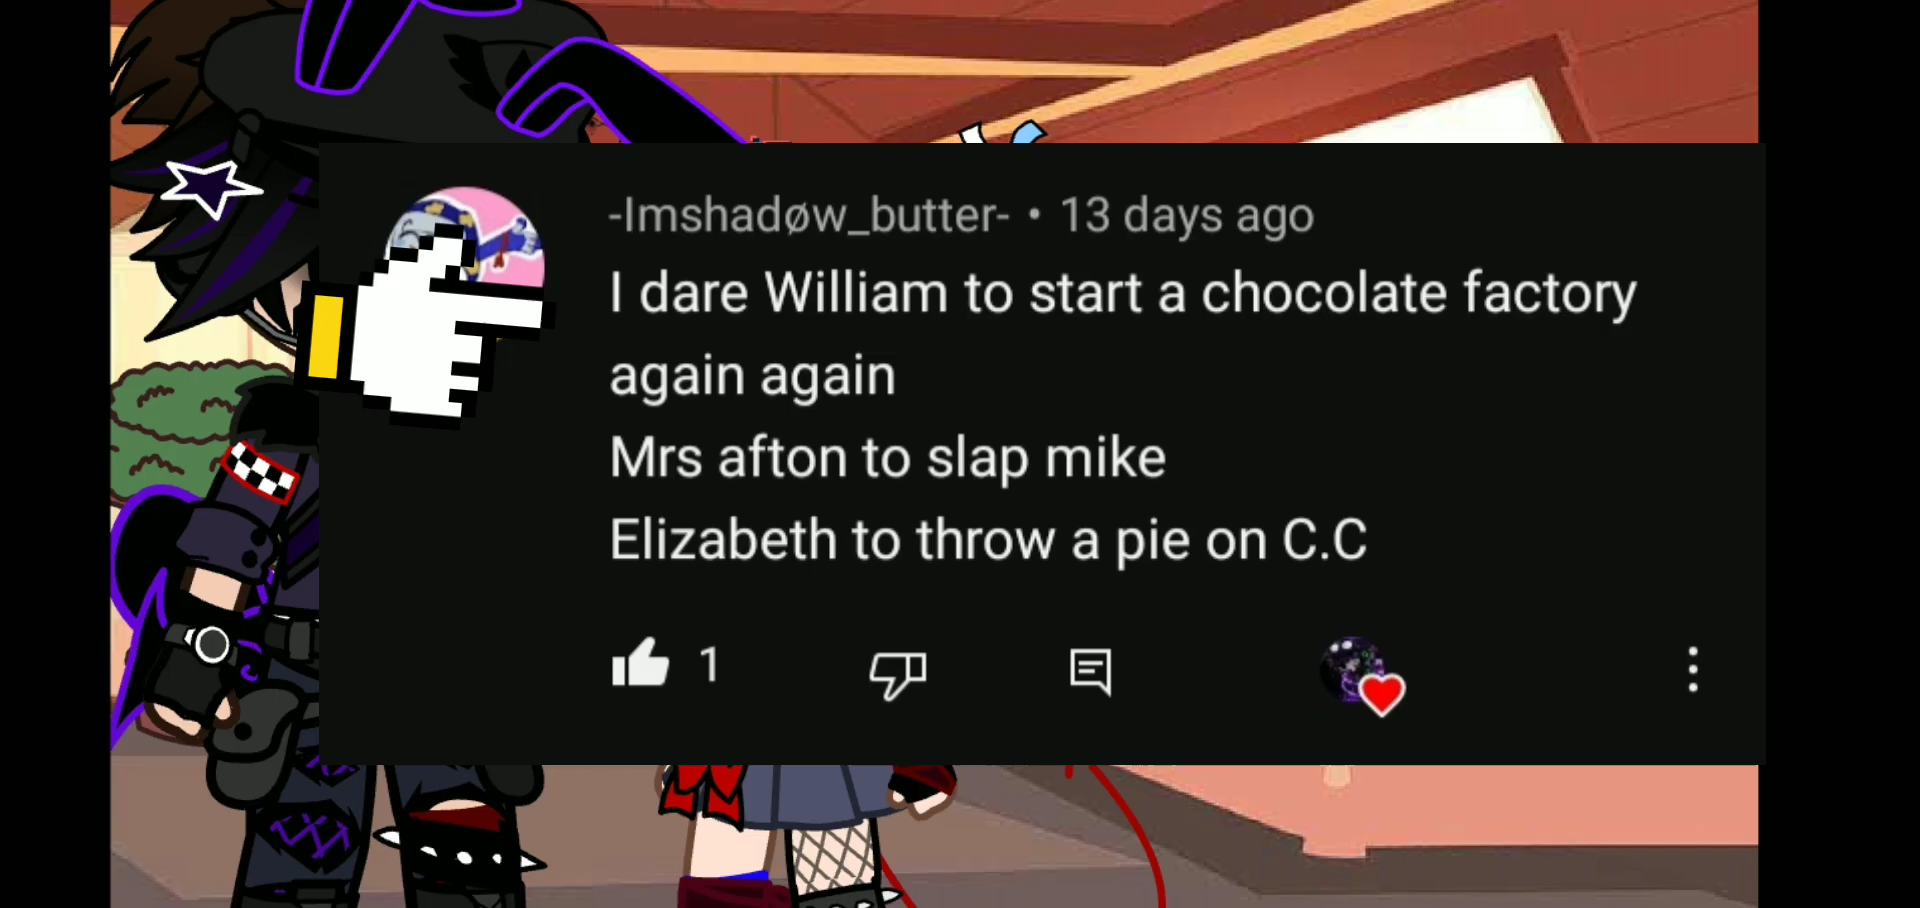 -Imshadøw_butter- • 13 days ago
I dare William to start a chocolate factory
again again
Mrs afton to slap mike
Elizabeth to throw a pie on C.C
1